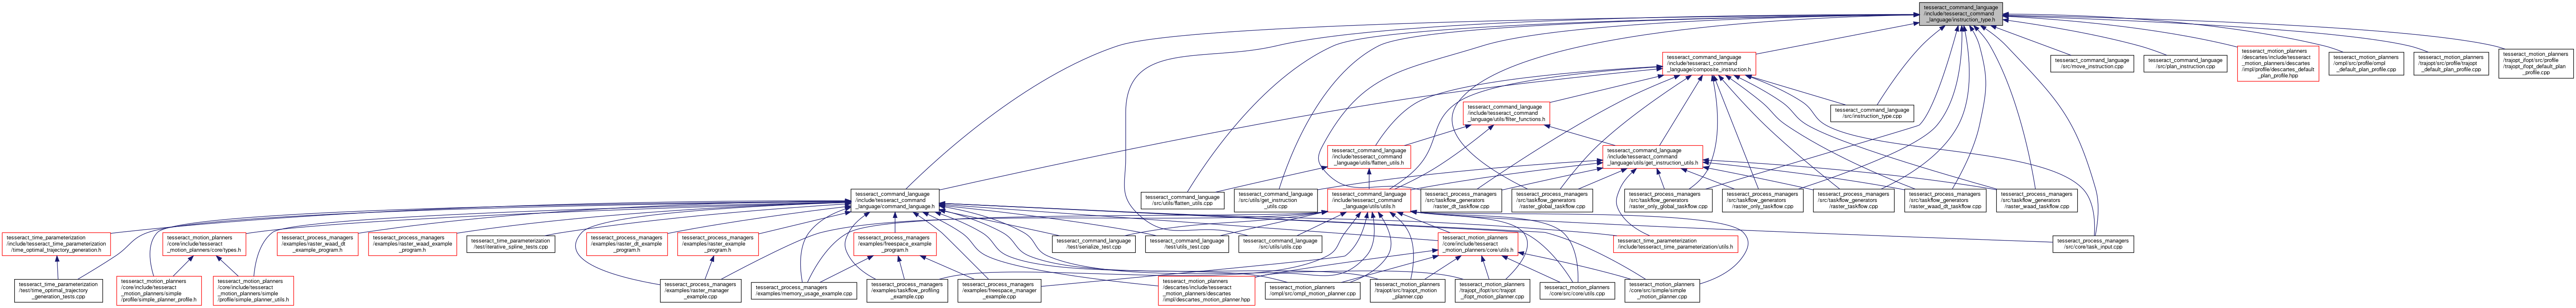 tesseract_command_language
/include/tesseract_command
_language/instruction_type.h
tesseract_command_language
/include/tesseract_command
_language/composite_instruction.h
tesseract_command_language
/src/move_instruction.cpp
tesseract_command_language
/src/plan_instruction.cpp
tesseract_motion_planners
/descartes/include/tesseract
_motion_planners/descartes
/impl/profile/descartes_default
_plan_profile.hpp
tesseract_motion_planners
/ompl/src/profile/ompl
_default_plan_profile.cpp
tesseract_motion_planners
/trajopt/src/profile/trajopt
_default_plan_profile.cpp
tesseract_motion_planners
/trajopt_ifopt/src/profile
/trajopt_ifopt_default_plan
_profile.cpp
tesseract_command_language
/include/tesseract_command
_language/utils/filter_functions.h
tesseract_command_language
/src/instruction_type.cpp
tesseract_command_language
/include/tesseract_command
_language/utils/flatten_utils.h
tesseract_command_language
/include/tesseract_command
_language/utils/get_instruction_utils.h
tesseract_command_language
/include/tesseract_command
_language/command_language.h
tesseract_command_language
/src/utils/flatten_utils.cpp
tesseract_command_language
/src/utils/get_instruction
_utils.cpp
tesseract_command_language
/include/tesseract_command
_language/utils/utils.h
tesseract_process_managers
/src/taskflow_generators
/raster_dt_taskflow.cpp
tesseract_process_managers
/src/taskflow_generators
/raster_global_taskflow.cpp
tesseract_process_managers
/src/taskflow_generators
/raster_only_global_taskflow.cpp
tesseract_process_managers
/src/taskflow_generators
/raster_only_taskflow.cpp
tesseract_process_managers
/src/taskflow_generators
/raster_taskflow.cpp
tesseract_process_managers
/src/taskflow_generators
/raster_waad_dt_taskflow.cpp
tesseract_process_managers
/src/taskflow_generators
/raster_waad_taskflow.cpp
tesseract_time_parameterization
/include/tesseract_time_parameterization
/time_optimal_trajectory_generation.h
tesseract_motion_planners
/core/include/tesseract
_motion_planners/core/types.h
tesseract_process_managers
/examples/raster_waad_dt
_example_program.h
tesseract_process_managers
/examples/raster_waad_example
_program.h
tesseract_time_parameterization
/test/iterative_spline_tests.cpp
tesseract_process_managers
/examples/raster_dt_example
_program.h
tesseract_process_managers
/examples/raster_example
_program.h
tesseract_process_managers
/examples/freespace_example
_program.h
tesseract_command_language
/test/serialize_test.cpp
tesseract_command_language
/test/utils_test.cpp
tesseract_command_language
/src/utils/utils.cpp
tesseract_motion_planners
/core/include/tesseract
_motion_planners/core/utils.h
tesseract_time_parameterization
/include/tesseract_time_parameterization/utils.h
tesseract_process_managers
/src/core/task_input.cpp
tesseract_time_parameterization
/test/time_optimal_trajectory
_generation_tests.cpp
tesseract_motion_planners
/core/include/tesseract
_motion_planners/simple
/profile/simple_planner_profile.h
tesseract_motion_planners
/core/include/tesseract
_motion_planners/simple
/profile/simple_planner_utils.h
tesseract_process_managers
/examples/raster_manager
_example.cpp
tesseract_process_managers
/examples/memory_usage_example.cpp
tesseract_process_managers
/examples/taskflow_profiling
_example.cpp
tesseract_process_managers
/examples/freespace_manager
_example.cpp
tesseract_motion_planners
/descartes/include/tesseract
_motion_planners/descartes
/impl/descartes_motion_planner.hpp
tesseract_motion_planners
/ompl/src/ompl_motion_planner.cpp
tesseract_motion_planners
/trajopt/src/trajopt_motion
_planner.cpp
tesseract_motion_planners
/trajopt_ifopt/src/trajopt
_ifopt_motion_planner.cpp
tesseract_motion_planners
/core/src/core/utils.cpp
tesseract_motion_planners
/core/src/simple/simple
_motion_planner.cpp